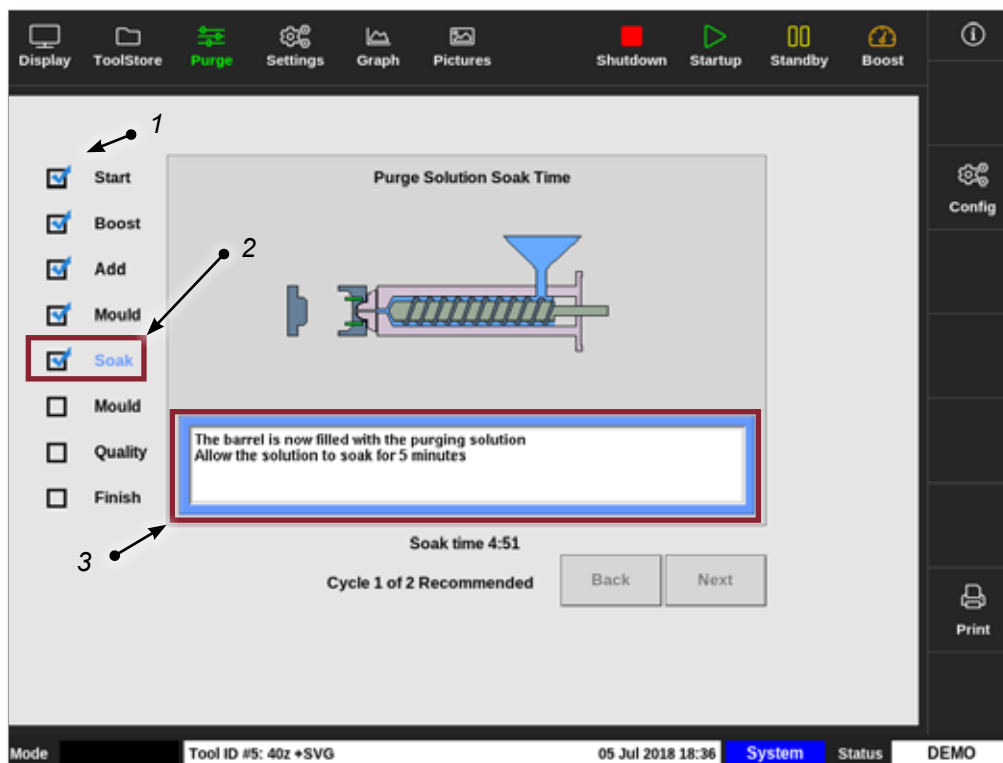 Display ToolStore Purge Settings Graph Pictures Shutdown Startup Standby Boost
1
Start
Boost
Add
Mould
Soak
Mould
Quality
Finish
2
3
Purge Solution Soak Time
The barrel is now filled with the purging solution
Allow the solution to soak for 5 minutes
Soak time 4:51
Cycle 1 of 2 Recommended
Back Next
Config
Print
Mode Tool ID #5: 40z +SVG 05 Jul 2018 18:36 System Status DEMO